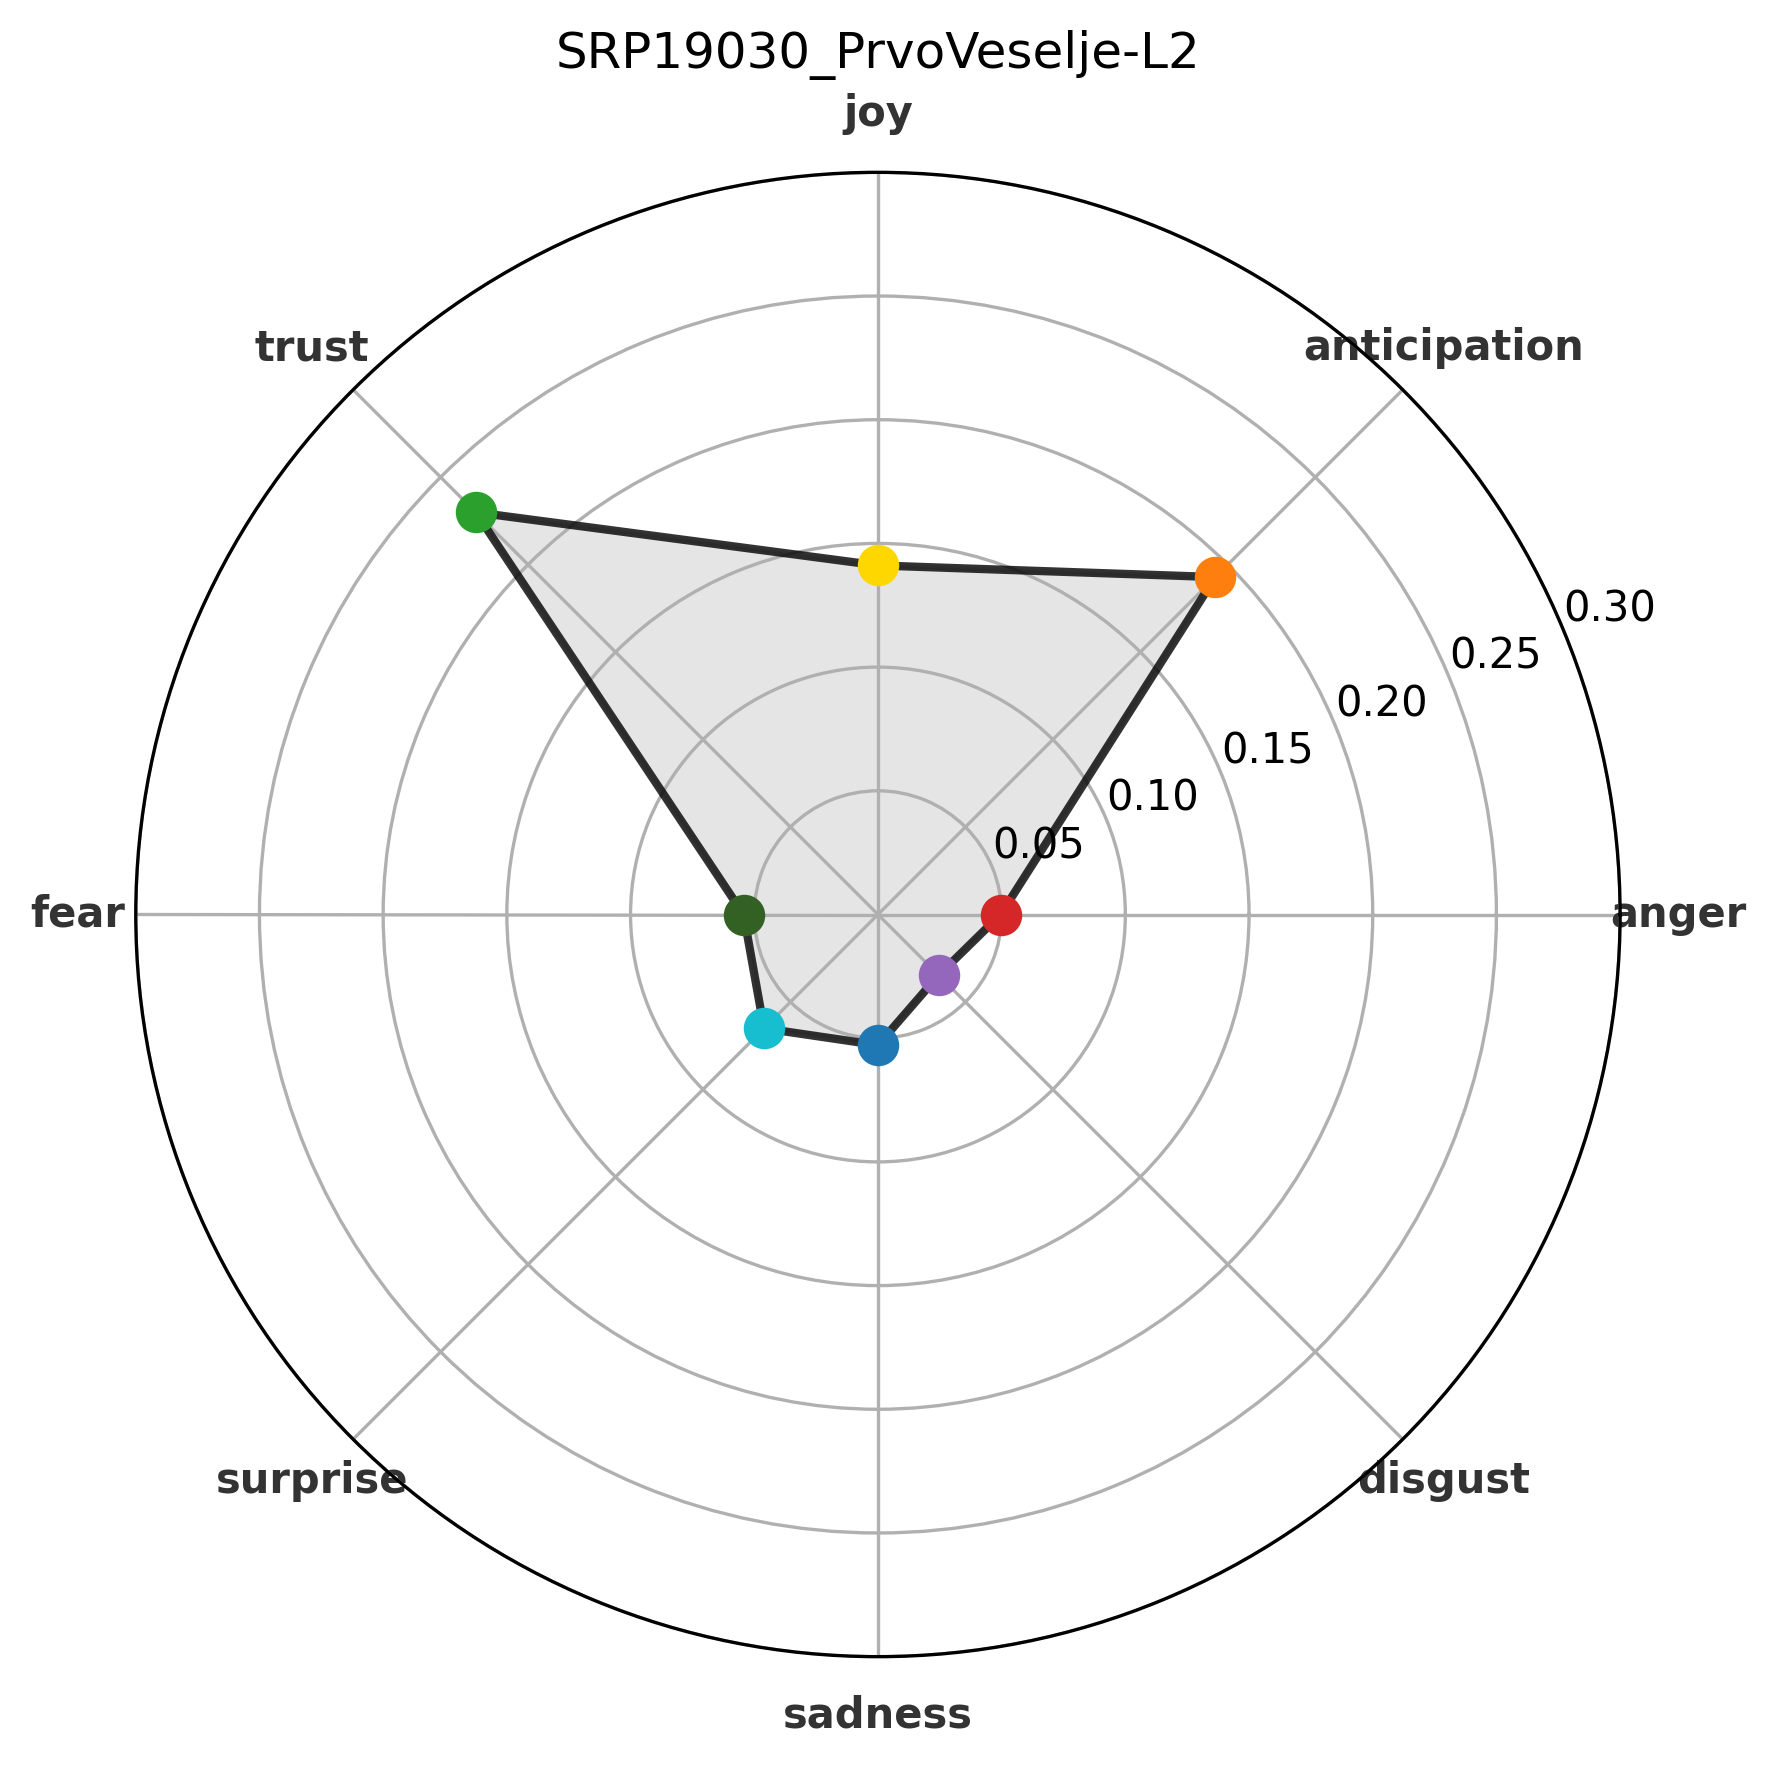 SRP19030_PrvoVeselje-L2
joy
trust
anticipation
0.30
0.25
0.20
0.15
0.10
0.05
fear
anger
surprise
disgust
sadness